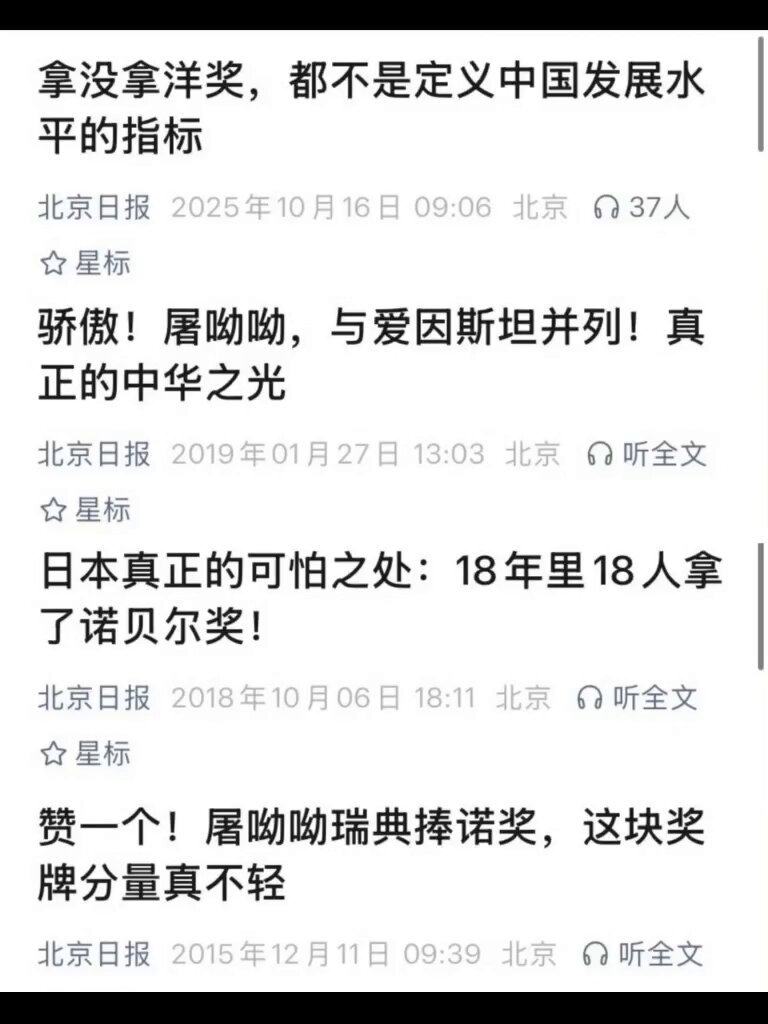 拿没拿洋奖，都不是定义中国发展水
平的指标
北京日报 2025年10月16日 09:06 北京 37人
星标
骄傲！屠呦呦，与爱因斯坦并列！真
正的中华之光
北京日报 2019年01月27日 13:03 北京 听全文
星标
日本真正的可怕之处：18年里18人拿
了诺贝尔奖！
北京日报 2018年10月06日 18:11 北京 听全文
星标
赞一个！屠呦呦瑞典捧诺奖，这块奖
牌分量真不轻
北京日报 2015年12月11日 09:39 北京 听全文